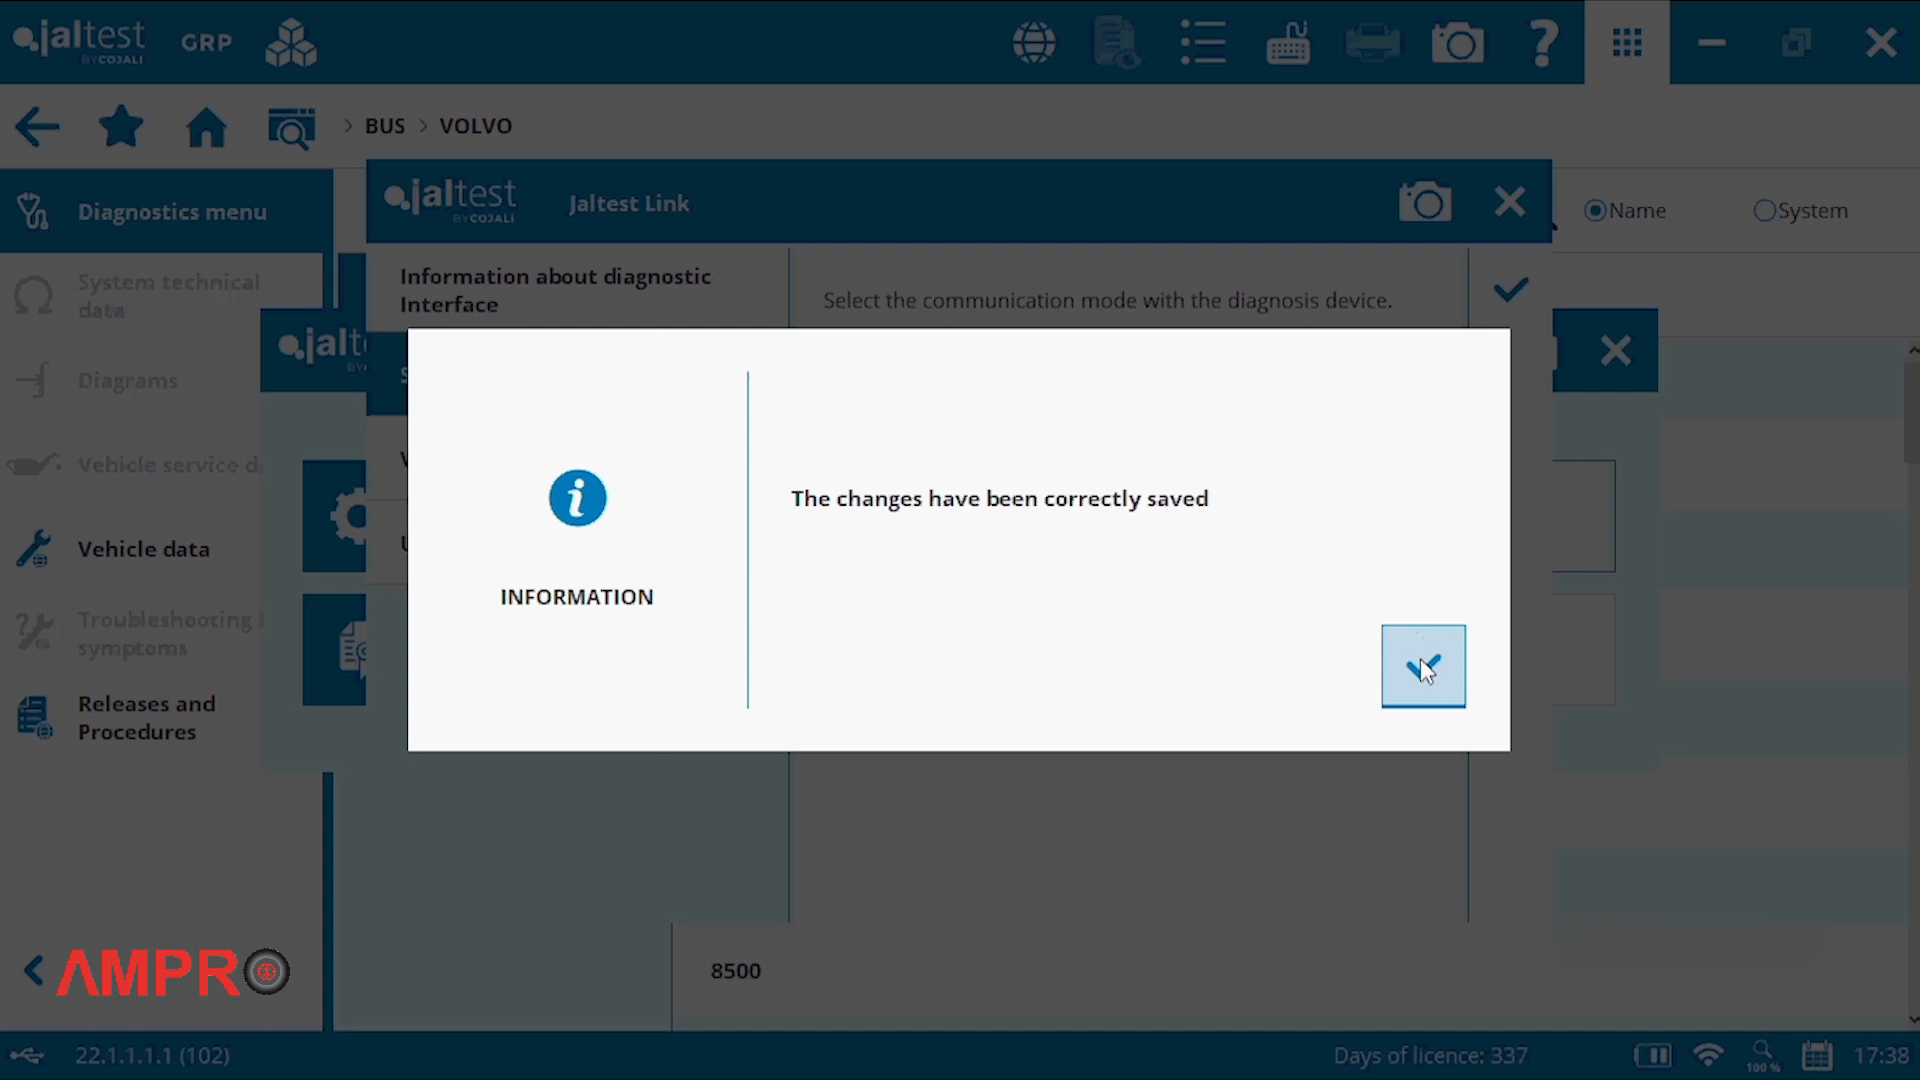 jaltest
BY COJALI
GRP
> BUS > VOLVO
Diagnostics menu
jaltest
BY COJALI
Jaltest Link
Name
System
System technical
data
Information about diagnostic
Interface
Select the communication mode with the diagnosis device.
Diagrams
Vehicle service d
Vehicle data
Troubleshooting
symptoms
Releases and
Procedures
The changes have been correctly saved
INFORMATION
AMPRO
8500
22.1.1.1.1 (102)
Days of licence: 337
100 %
17:38